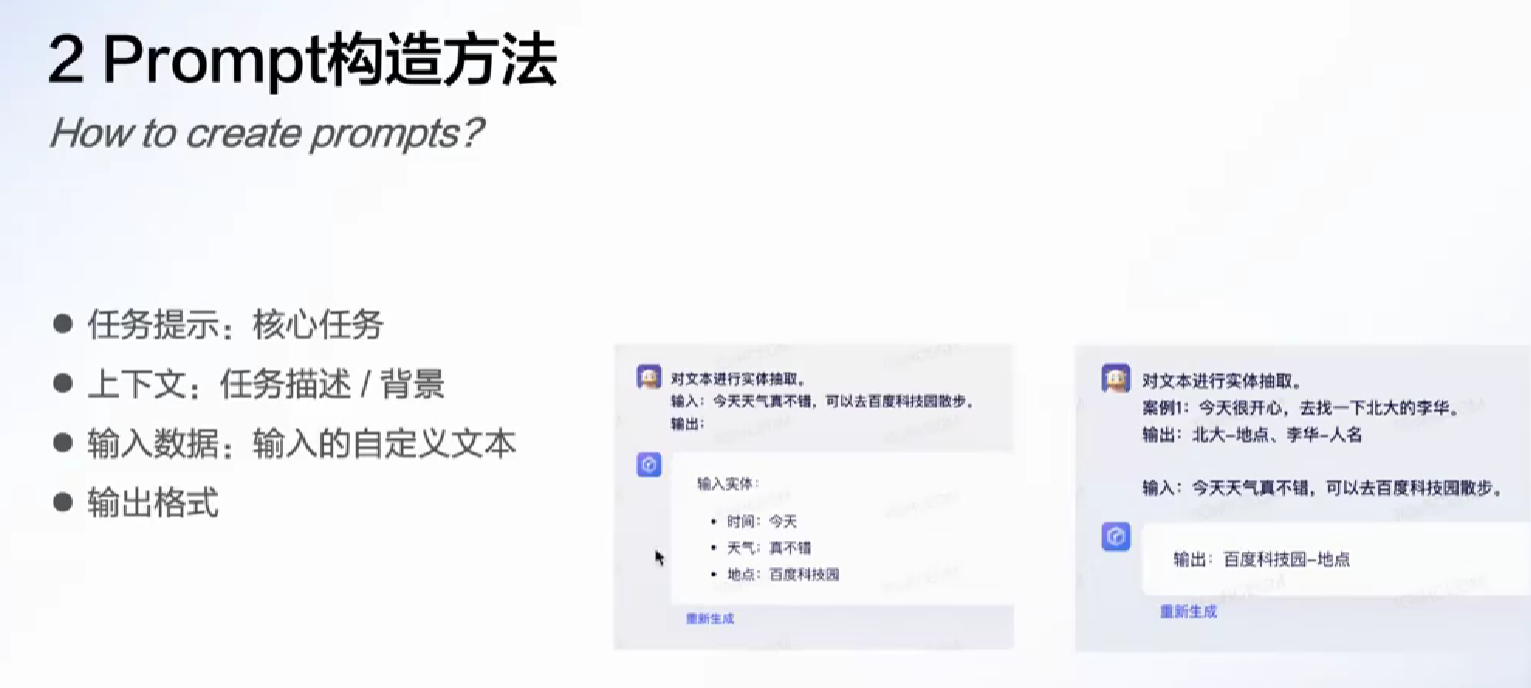 2 Prompt构造方法
How to create prompts?
● 任务提示：核心任务
● 上下文：任务描述 / 背景
● 输入数据：输入的自定义文本
● 输出格式
对文本进行实体抽取。
输入：今天天气真不错，可以去百度科技园散步。
输出：
输入实体：
• 时间：今天
• 天气：真不错
• 地点：百度科技园
重新生成
对文本进行实体抽取。
案例1：今天很开心，去找一下北大的李华。
输出：北大–地点、李华–人名
输入：今天天气真不错，可以去百度科技园散步。
输出：百度科技园–地点
重新生成